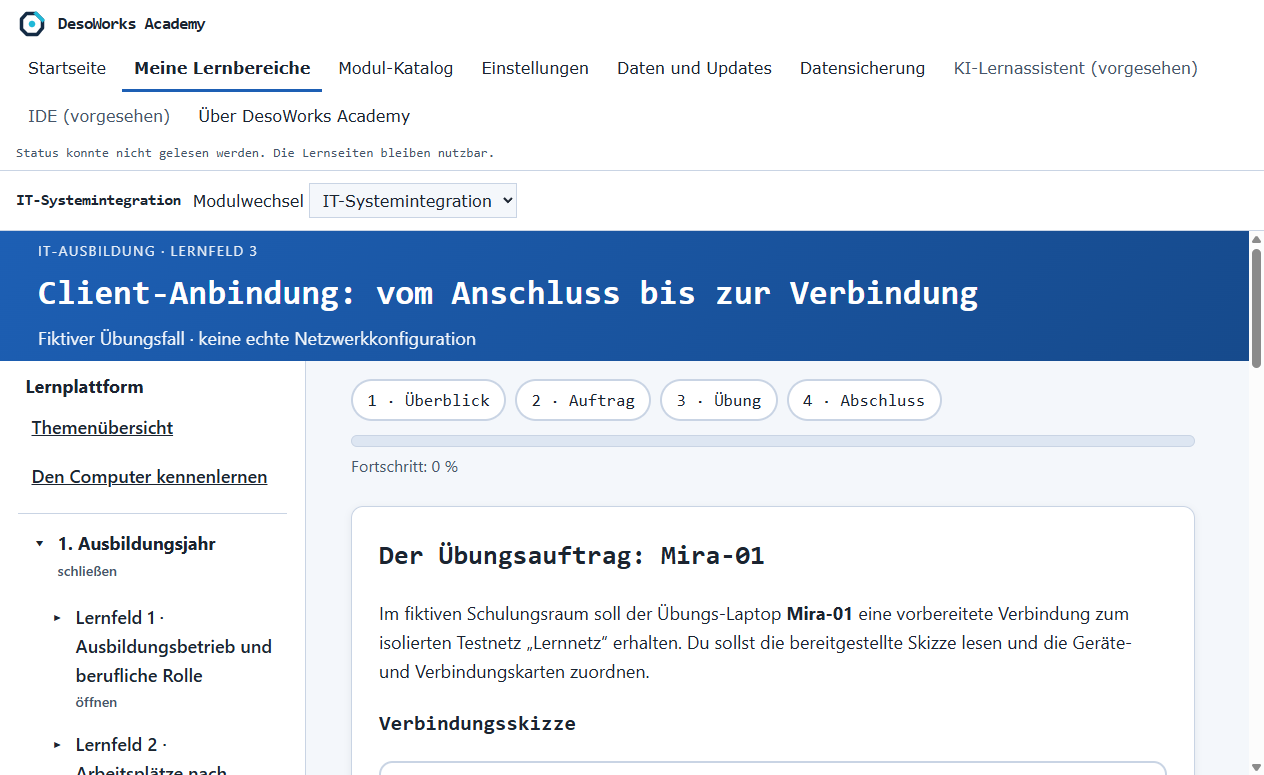 DesoWorks Academy
Startseite Meine Lernbereiche Modul-Katalog Einstellungen Daten und Updates Datensicherung KI-Lernassistent (vorgesehen)
IDE (vorgesehen) Über DesoWorks Academy
Status konnte nicht gelesen werden. Die Lernseiten bleiben nutzbar.
IT-Systemintegration Modulwechsel IT-Systemintegration
IT-AUSBILDUNG · LERNFELD 3
Client-Anbindung: vom Anschluss bis zur Verbindung
Fiktiver Übungsfall · keine echte Netzwerkkonfiguration
Lernplattform
Themenübersicht
Den Computer kennenlernen
1. Ausbildungsjahr
schließen
Lernfeld 1 ·
Ausbildungsbetrieb und
berufliche Rolle
öffnen
Lernfeld 2 ·
Arbeitsplätze nach
1 · Überblick 2 · Auftrag 3 · Übung 4 · Abschluss
Fortschritt: 0 %
Der Übungsauftrag: Mira-01
Im fiktiven Schulungsraum soll der Übungs-Laptop Mira-01 eine vorbereitete Verbindung zum
isolierten Testnetz „Lernnetz“ erhalten. Du sollst die bereitgestellte Skizze lesen und die Geräte-
und Verbindungskarten zuordnen.
Verbindungsskizze